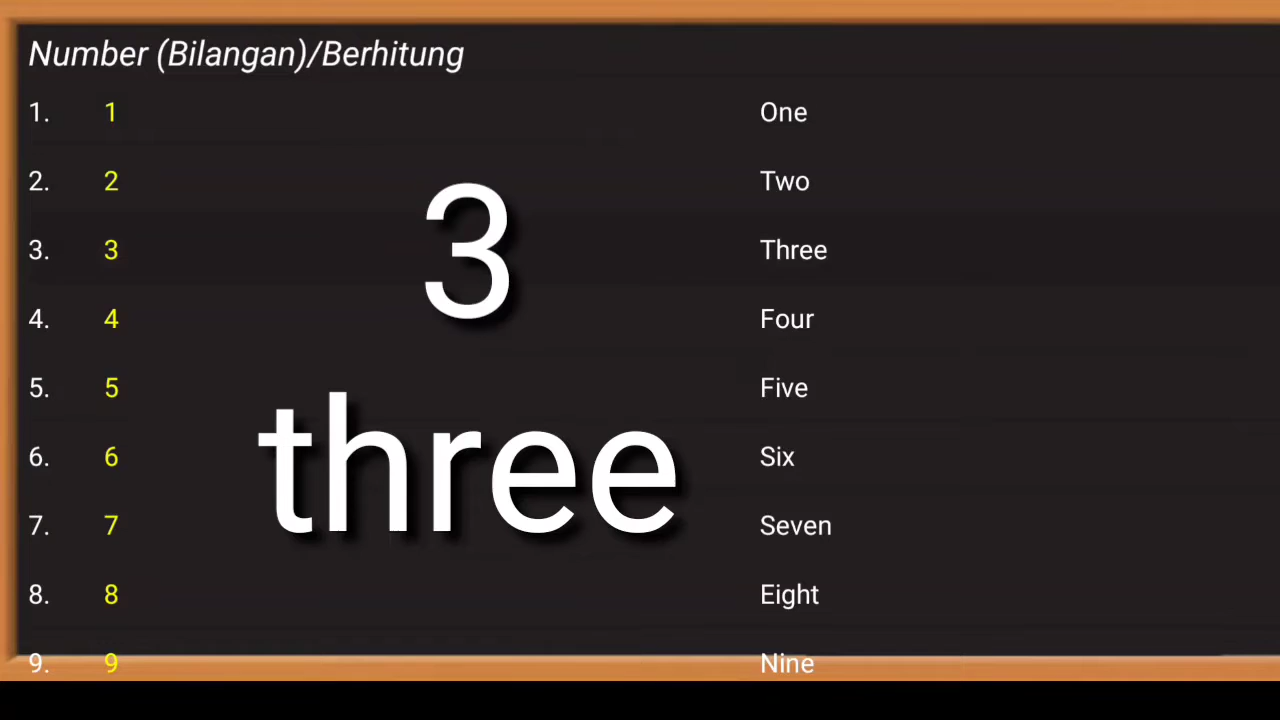 Number (Bilangan)/Berhitung
1. 1 One
2. 2 Two
3. 3 Three
4. 4 Four
5. 5 Five
6. 6 Six
7. 7 Seven
8. 8 Eight
9. 9 Nine
3
three